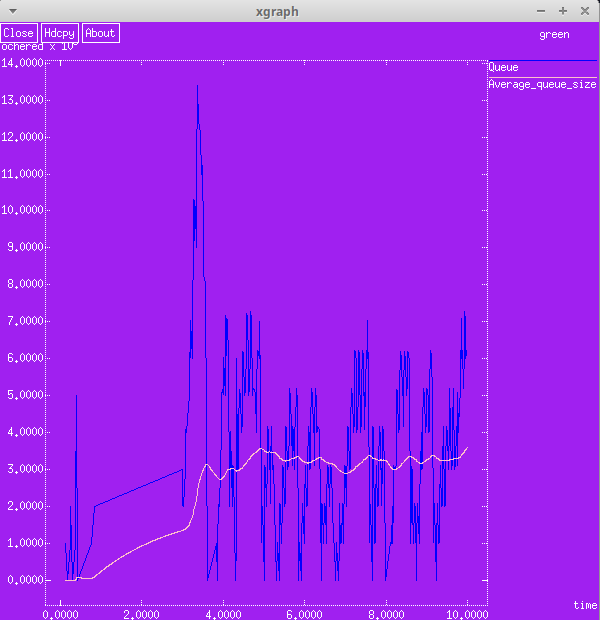 xgraph
Close Hdcpy About
green
ochered x 10
Queue
Average_queue_size
14.0000
13.0000
12.0000
11.0000
10.0000
9.0000
8.0000
7.0000
6.0000
5.0000
4.0000
3.0000
2.0000
1.0000
0.0000
time
0.0000 2.0000 4.0000 6.0000 8.0000 10.0000